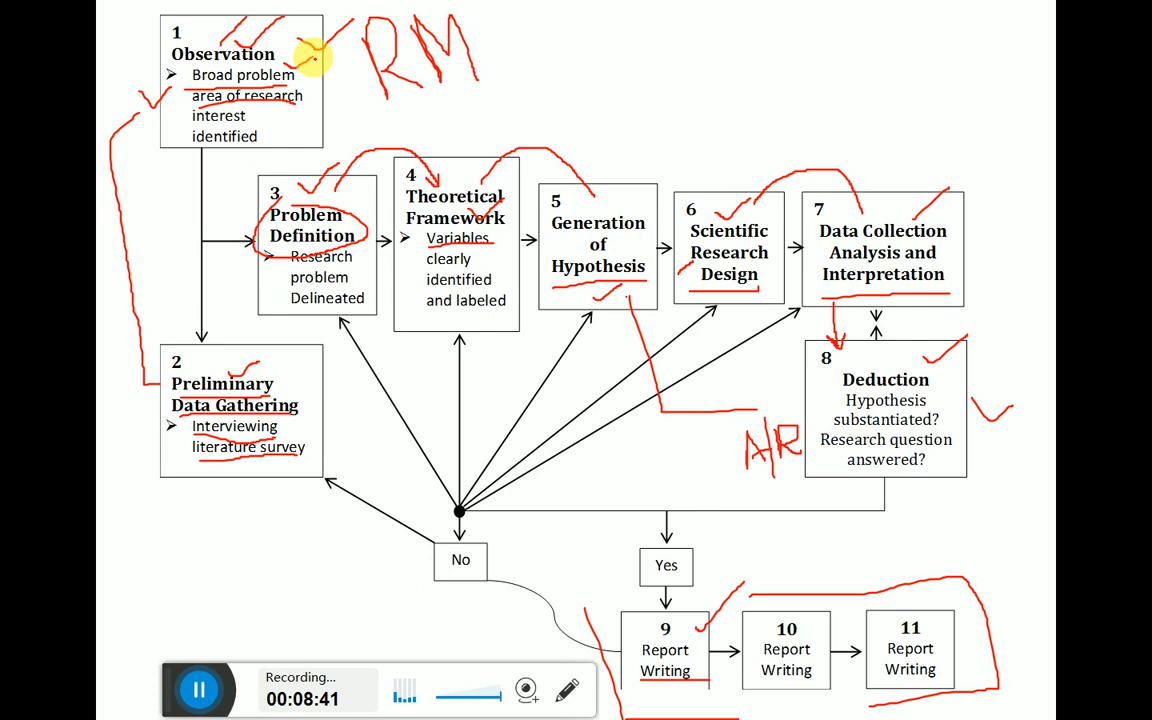 1
Observation
➤ Broad problem
area of research
interest
identified
RM
3
Problem
Definition
➤ Research
problem
Delineated
4
Theoretical
Framework
➤ Variables
clearly
identified
and labeled
5
Generation
of
Hypothesis
6
Scientific
Research
Design
7
Data Collection
Analysis and
Interpretation
2
Preliminary
Data Gathering
➤ Interviewing
literature survey
8
Deduction
Hypothesis
substantiated?
Research question
answered?
A/R
No
Yes
9
Report
Writing
10
Report
Writing
11
Report
Writing
Recording...
00:08:41